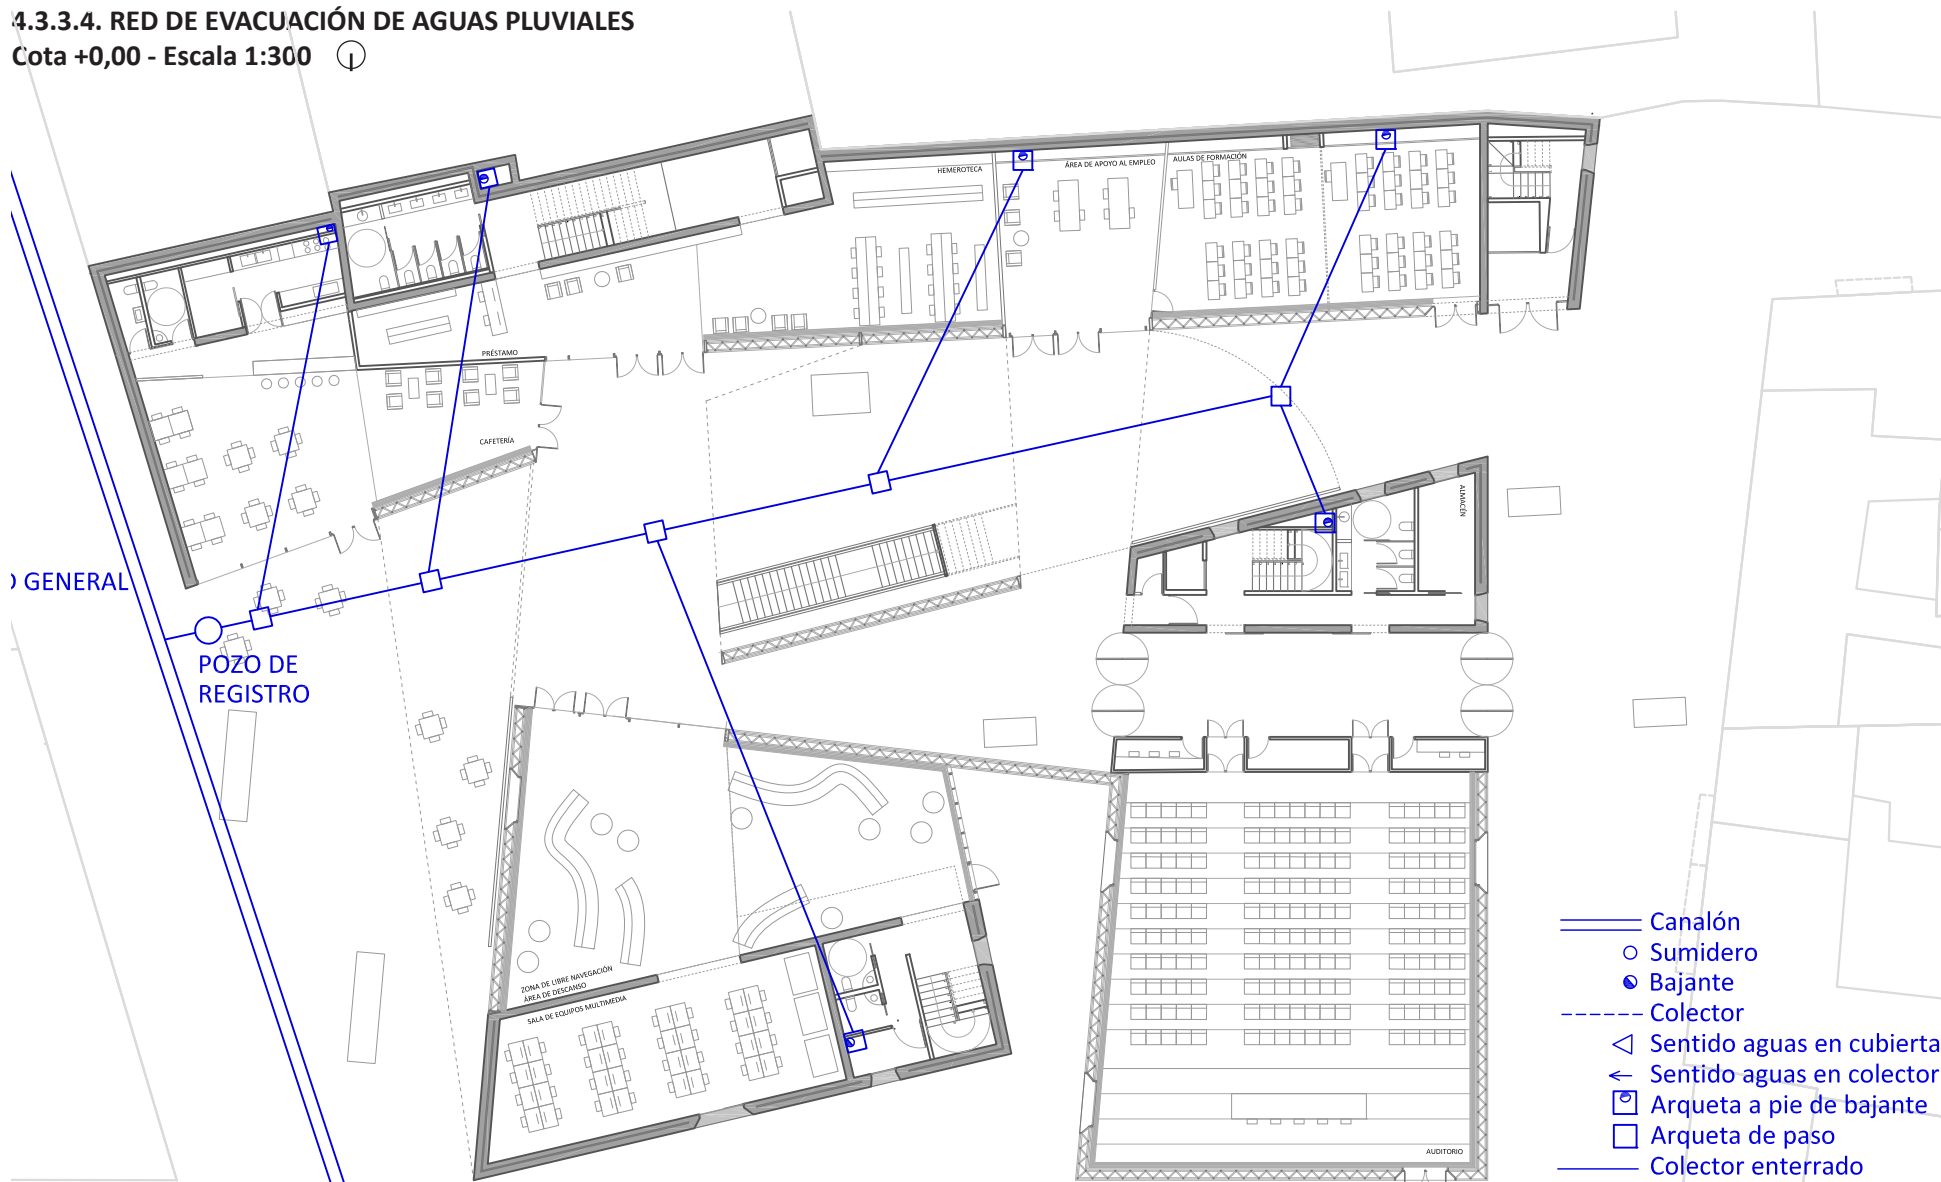 4.3.3.4. RED DE EVACUACIÓN DE AGUAS PLUVIALES
Cota +0,00 - Escala 1:300
HEMEROTECA
ÁREA DE APOYO AL EMPLEO
AULAS DE FORMACIÓN
PRÉSTAMO
CAFETERÍA
ALMACÉN
GENERAL
POZO DE
REGISTRO
ZONA DE LIBRE NAVEGACIÓN
ÁREA DE DESCANSO
SALA DE EQUIPOS MULTIMEDIA
AUDITORIO
Canalón
Sumidero
Bajante
Colector
Sentido aguas en cubierta
Sentido aguas en colector
Arqueta a pie de bajante
Arqueta de paso
Colector enterrado